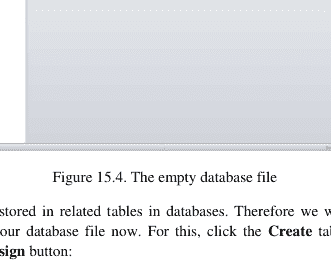 Figure 15.4. The empty database file
stored in related tables in databases. Therefore we
our database file now. For this, click the Create
sign button: